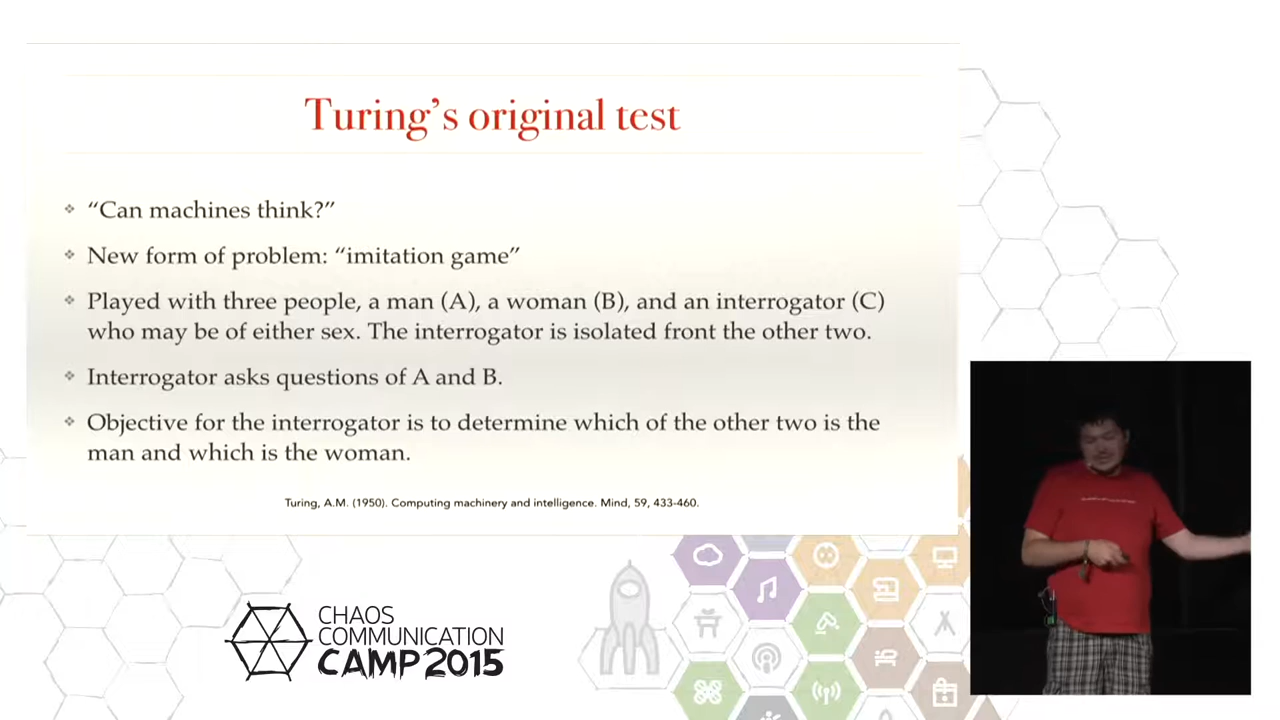 Turing's original test
“Can machines think?”
New form of problem: “imitation game”
Played with three people, a man (A), a woman (B), and an interrogator (C)
who may be of either sex. The interrogator is isolated front the other two.
Interrogator asks questions of A and B.
Objective for the interrogator is to determine which of the other two is the
man and which is the woman.
Turing, A.M. (1950). Computing machinery and intelligence. Mind, 59, 433-460.
CHAOS
COMMUNICATION
CAMP 2015